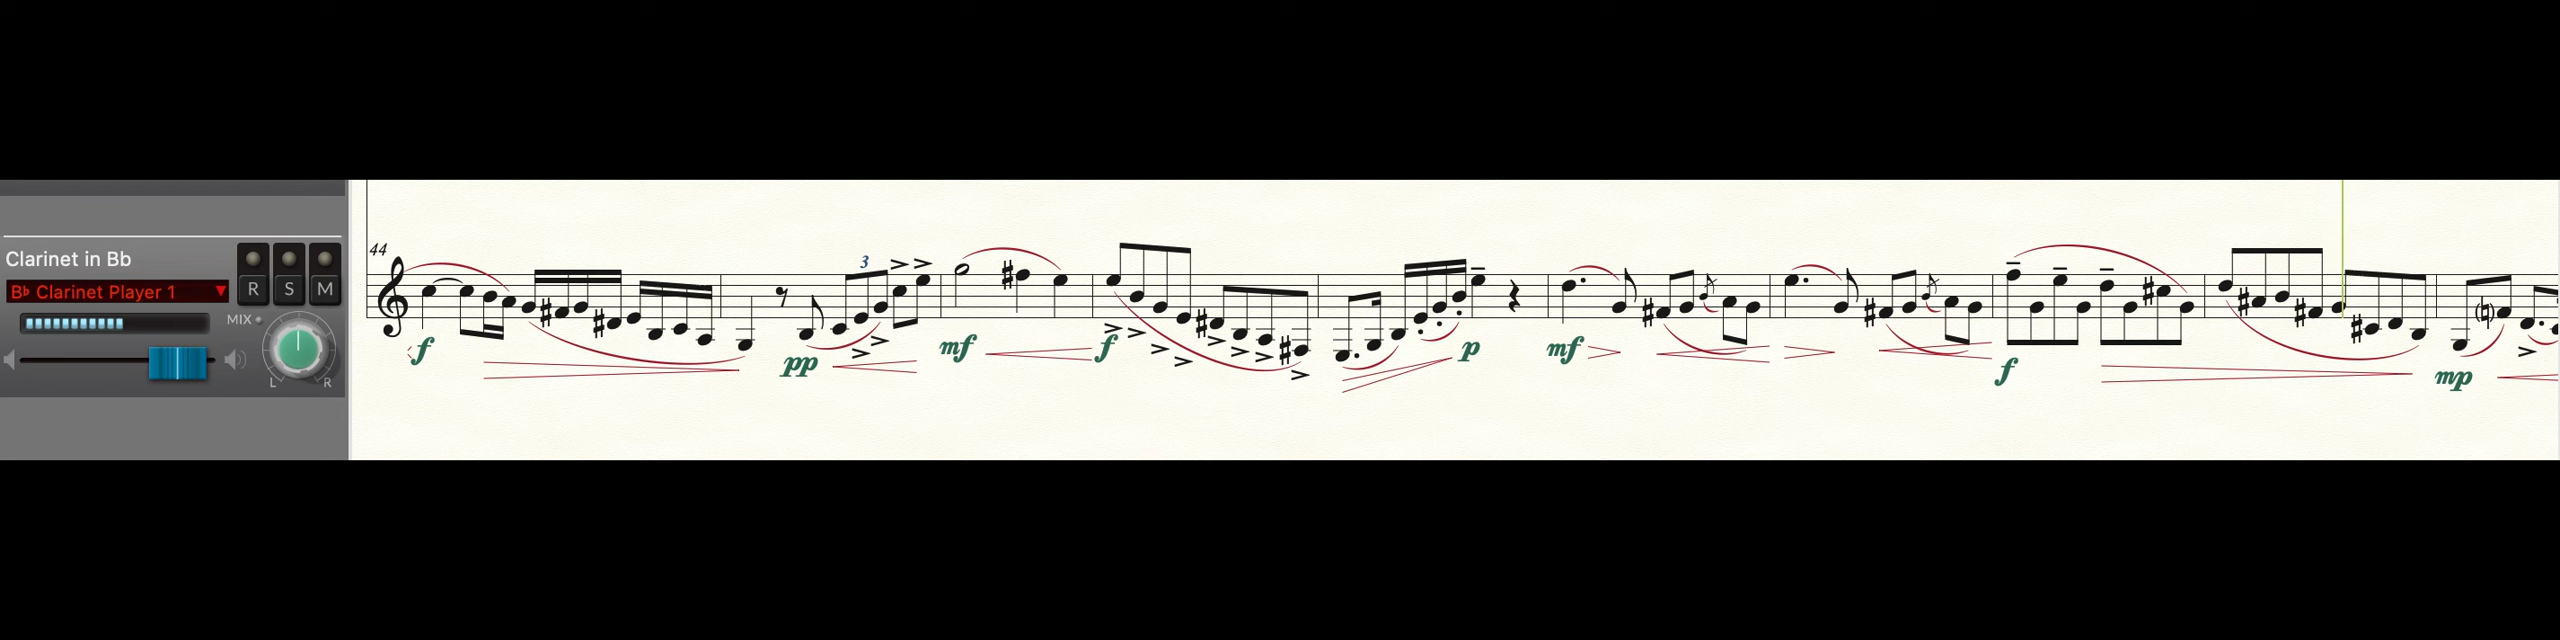 44
3
Clarinet in Bb
R S M
B♭ Clarinet Player 1
MIX
L R
f pp mf f p mf f mp